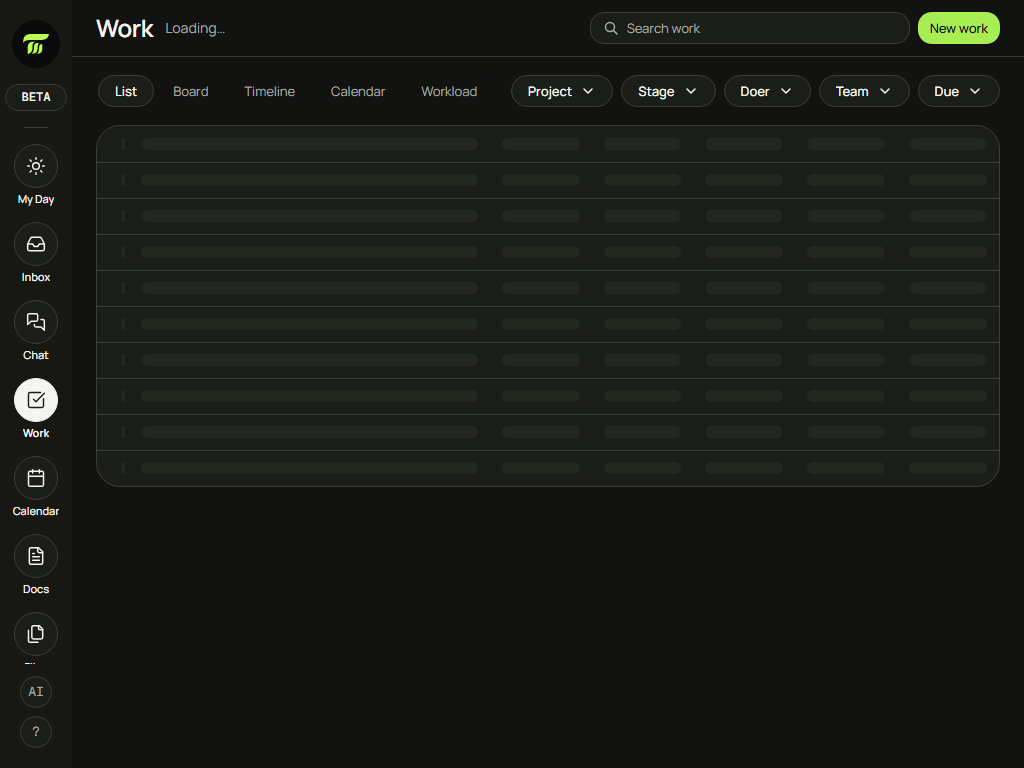 Work Loading...
Search work
New work
BETA
List Board Timeline Calendar Workload
Project Stage Doer Team Due
My Day
Inbox
Chat
Work
Calendar
Docs
AI
?